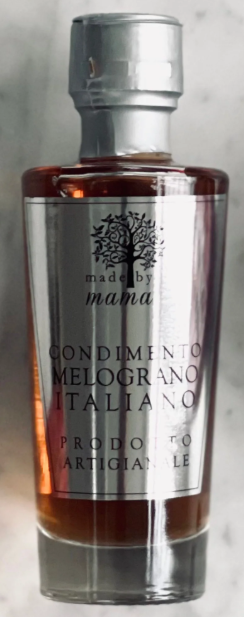 made by
mama
CONDIMENTO
MELOGRANO
ITALIANO
PRODOTTO
ARTIGIANALE